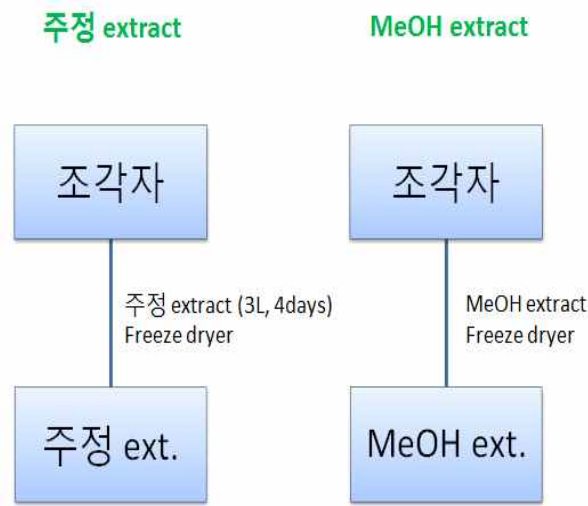 주정 extract
MeOH extract
조각자
조각자
주정 extract (3L, 4days)
Freeze dryer
MeOH extract
Freeze dryer
주정 ext.
MeOH ext.